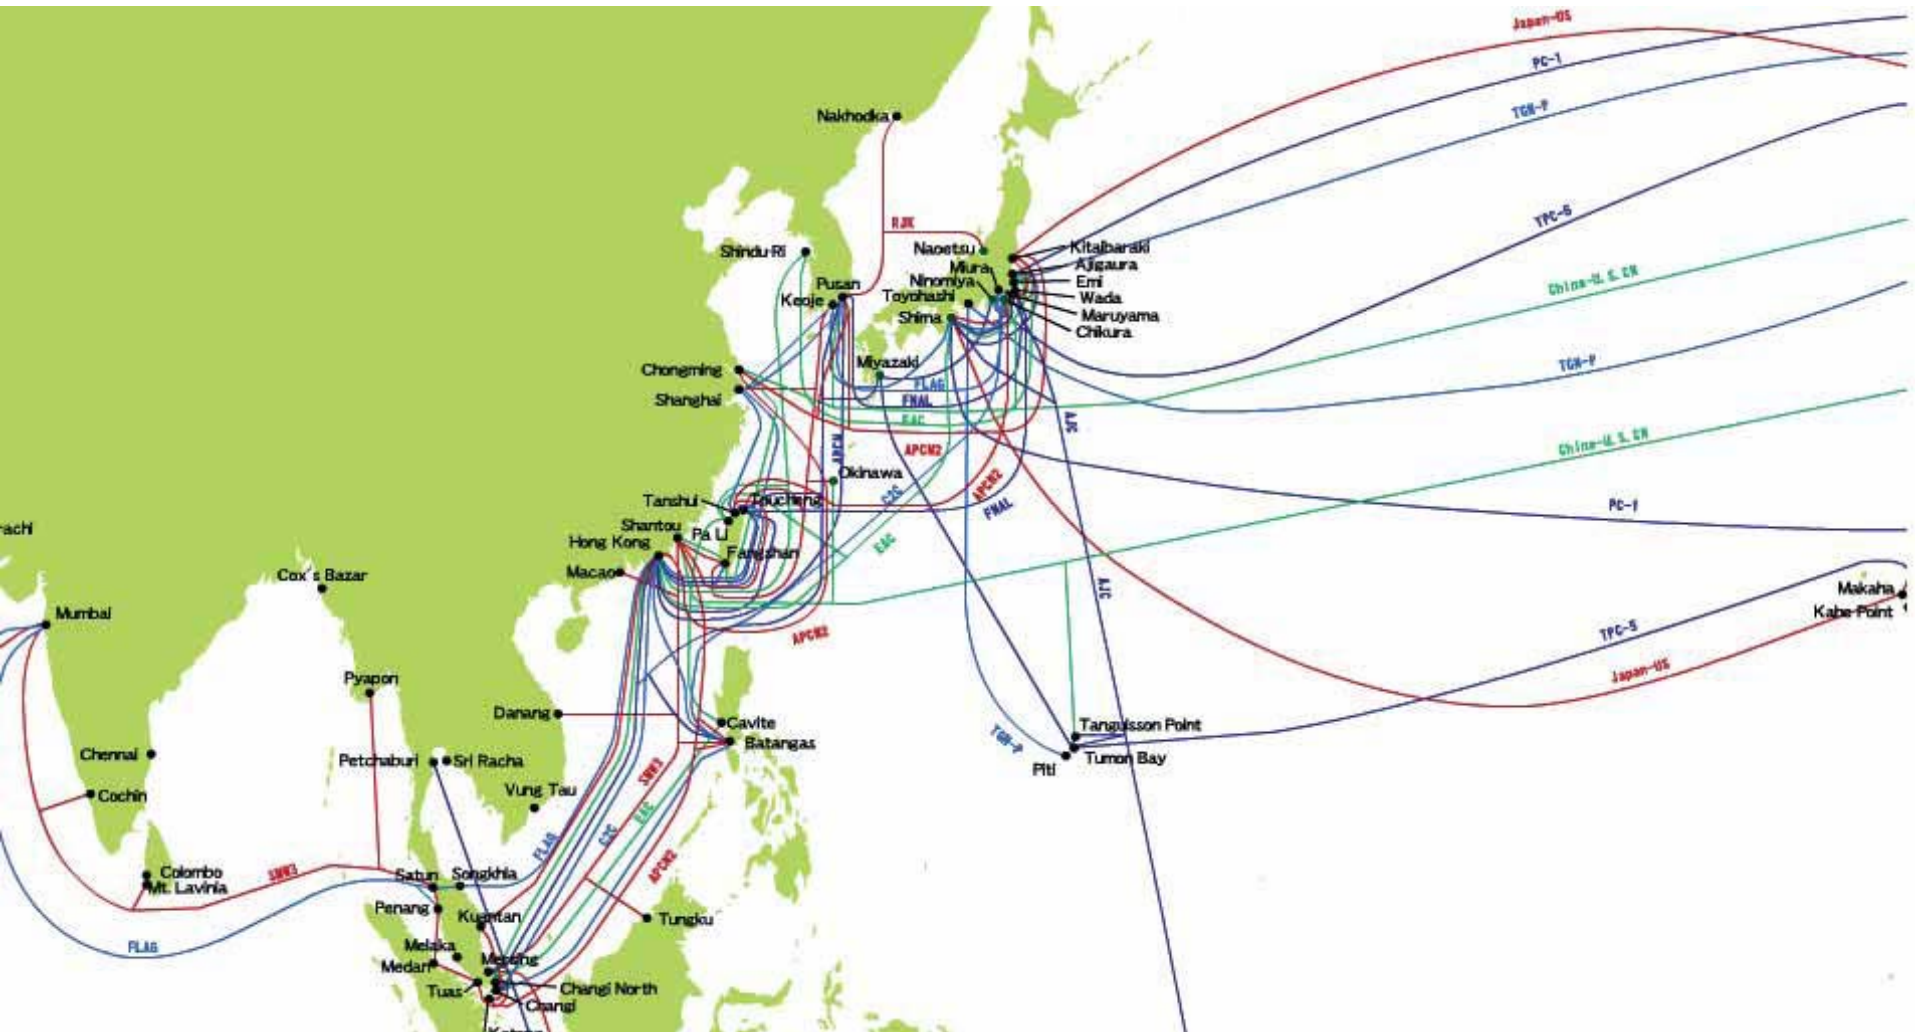 Japan-US
PC-1
TGN-P
Nakhodka
TPC-5
RJK
Shindu-Ri
Naoetsu
Kitaibaraki
Miura
Ajigaura
Ninomiya
Emi
Pusan
Keoje
Toyohashi
Wada
Shima
Maruyama
Chikura
China-U.S.CN
Chongming
Miyazaki
TGN-P
FLAG
Shanghai
FNAL
EAC
AJC
APCN
APCN2
China-U.S.CN
Okinawa
C2C
APCN2
Tanshui
Toucheng
FNAL
PC-1
Shantou
Pa Li
Hong Kong
Fangshan
EAC
rachi
Macao
Cox's Bazar
AJC
Makaha
Kahe Point
Mumbai
APCN2
TPC-5
Pyapon
Japan-US
Danang
Cavite
Batangas
Tanguisson Point
TGN-P
Tumon Bay
Piti
Chennai
Petchaburi
Sri Racha
SMW3
Vung Tau
Cochin
EAC
C2C
FLAG
Colombo
Mt. Lavinia
SMW3
Satun
Songkhla
APCN2
Penang
Kuantan
Tungku
FLAG
Melaka
Medan
Mersing
Tuas
Changi North
Changi